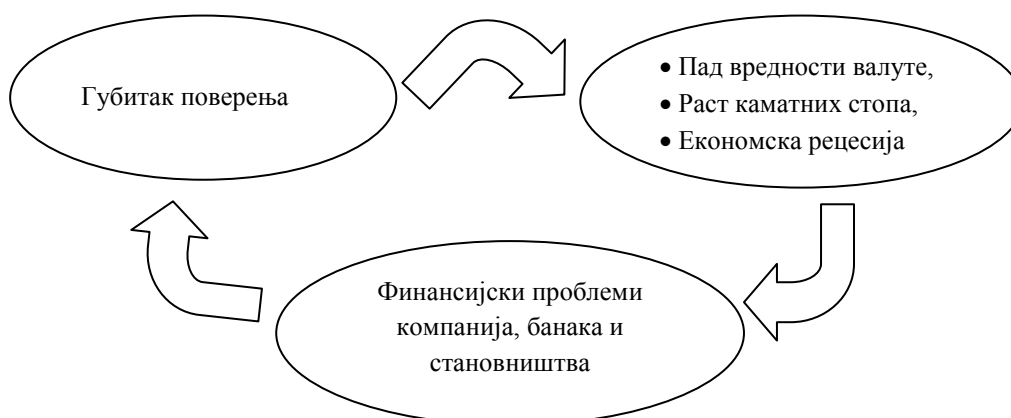 Губитак поверења
• Пад вредности валуте,
• Раст каматних стопа,
• Економска рецесија
Финансијски проблеми
компанија, банака и
становништва